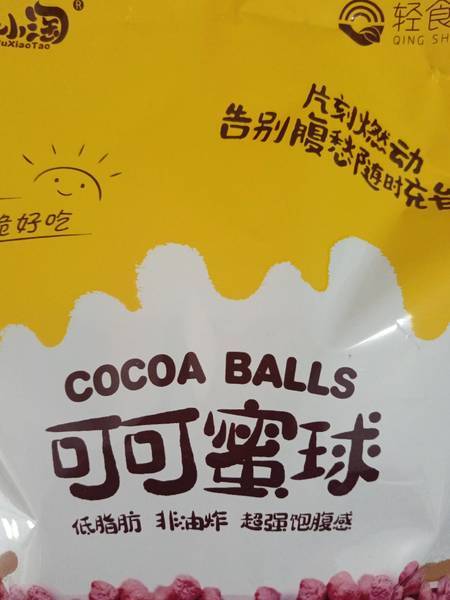 小淘®
uXiaoTao
轻食
QING SH
片刻燃动
告别腹愁随时充
脆好吃
COCOA BALLS
可可蜜球
低脂肪 非油炸 超强饱腹感